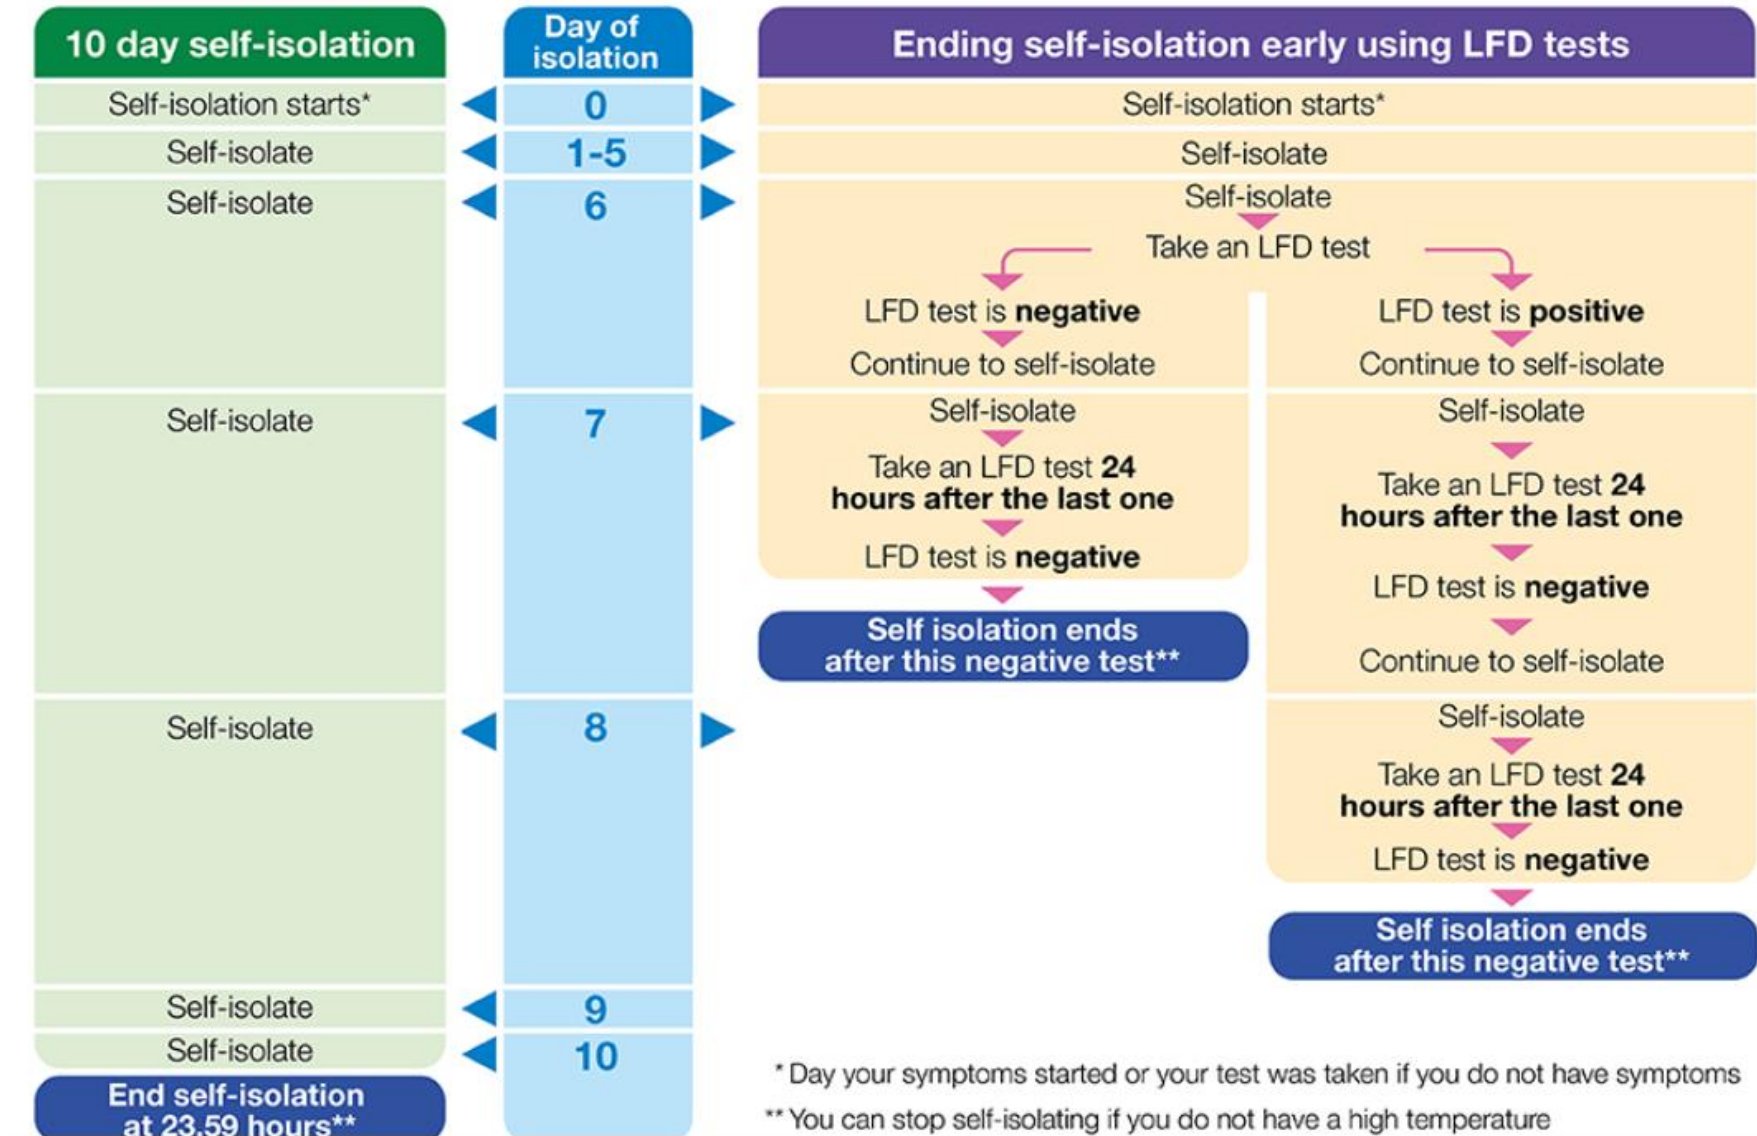 10 day self-isolation
Day of
isolation
Ending self-isolation early using LFD tests
Self-isolation starts*
0
Self-isolation starts*
Self-isolate
1-5
Self-isolate
Self-isolate
6
Self-isolate
Take an LFD test
LFD test is negative
LFD test is positive
Continue to self-isolate
Continue to self-isolate
Self-isolate
7
Self-isolate
Take an LFD test 24
hours after the last one
LFD test is negative
Self isolation ends
after this negative test**
Self-isolate
Take an LFD test 24
hours after the last one
LFD test is negative
Continue to self-isolate
Self-isolate
8
Self-isolate
Take an LFD test 24
hours after the last one
LFD test is negative
Self isolation ends
after this negative test**
Self-isolate
9
Self-isolate
10
End self-isolation
at 23.59 hours**
* Day your symptoms started or your test was taken if you do not have symptoms
** You can stop self-isolating if you do not have a high temperature